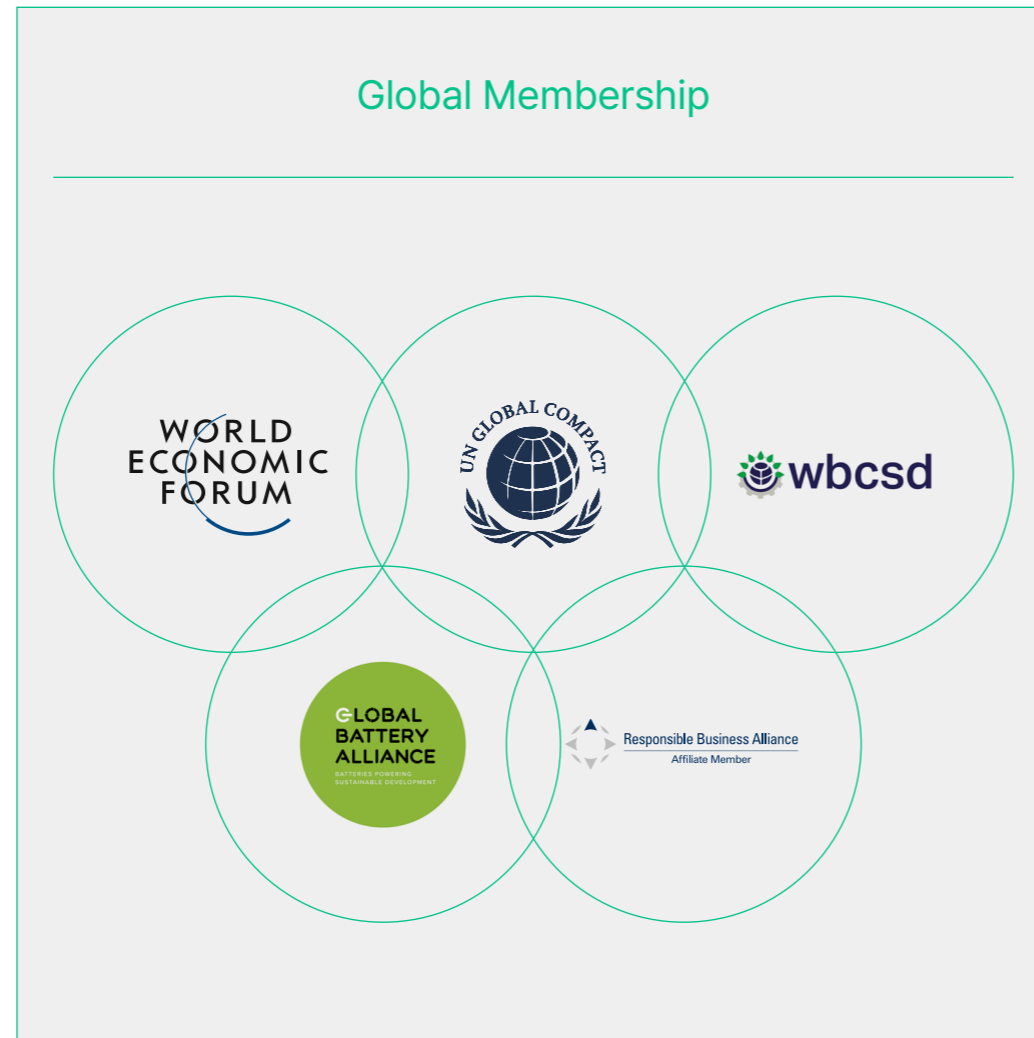 Global Membership
WORLD
ECONOMIC
FORUM
UN GLOBAL COMPACT
wbcsd
GLOBAL
BATTERY
ALLIANCE
BATTERIES POWERING
SUSTAINABLE DEVELOPMENT
Responsible Business Alliance
Affiliate Member